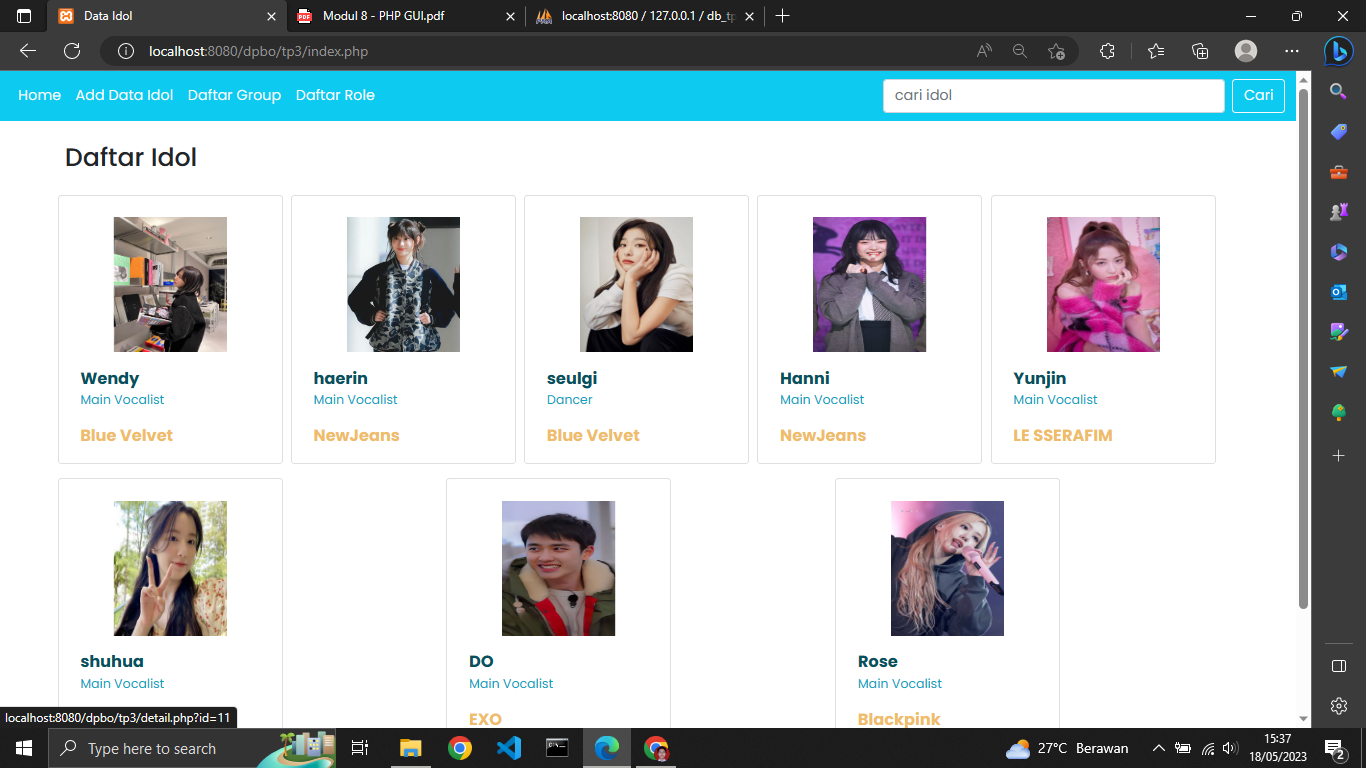 Data Idol
Modul 8 - PHP GUI.pdf
localhost:8080 / 127.0.0.1 / db_tp
localhost:8080/dpbo/tp3/index.php
Home Add Data Idol Daftar Group Daftar Role
cari idol
Cari
Daftar Idol
Wendy
Main Vocalist
Blue Velvet
haerin
Main Vocalist
NewJeans
seulgi
Dancer
Blue Velvet
Hanni
Main Vocalist
NewJeans
Yunjin
Main Vocalist
LE SSERAFIM
shuhua
Main Vocalist
DO
Main Vocalist
EXO
Rose
Main Vocalist
Blackpink
localhost:8080/dpbo/tp3/detail.php?id=11
Type here to search
27°C Berawan
15:37
18/05/2023
2